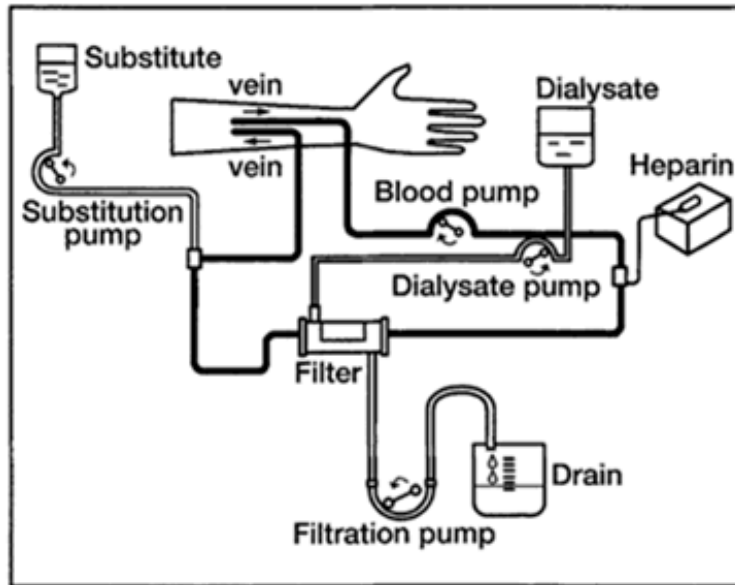 Substitute
vein
Dialysate
vein
Heparin
Blood pump
Substitution
pump
Dialysate pump
Filter
Drain
Filtration pump